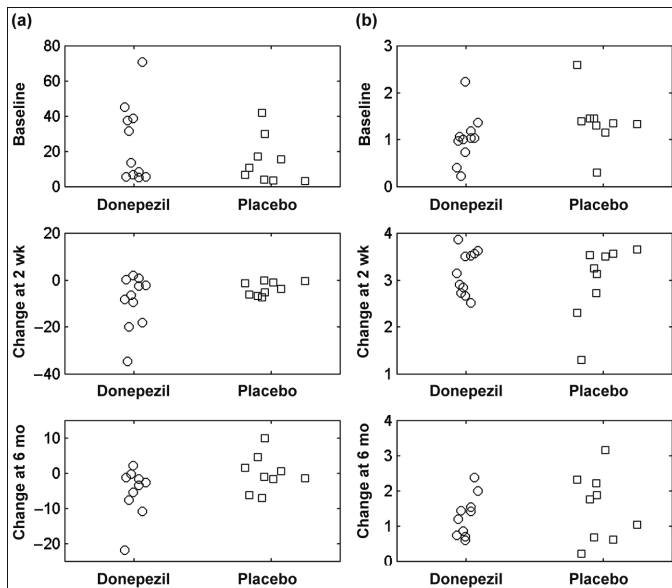 (a)
(b)
Baseline
80
60
40
20
0
Donepezil
Placebo
Baseline
3
2
1
0
Donepezil
Placebo
Change at 2 wk
20
0
−20
−40
Donepezil
Placebo
Change at 2 wk
4
3
2
1
Donepezil
Placebo
Change at 6 mo
10
0
−10
−20
Donepezil
Placebo
Change at 6 mo
4
3
2
1
0
Donepezil
Placebo